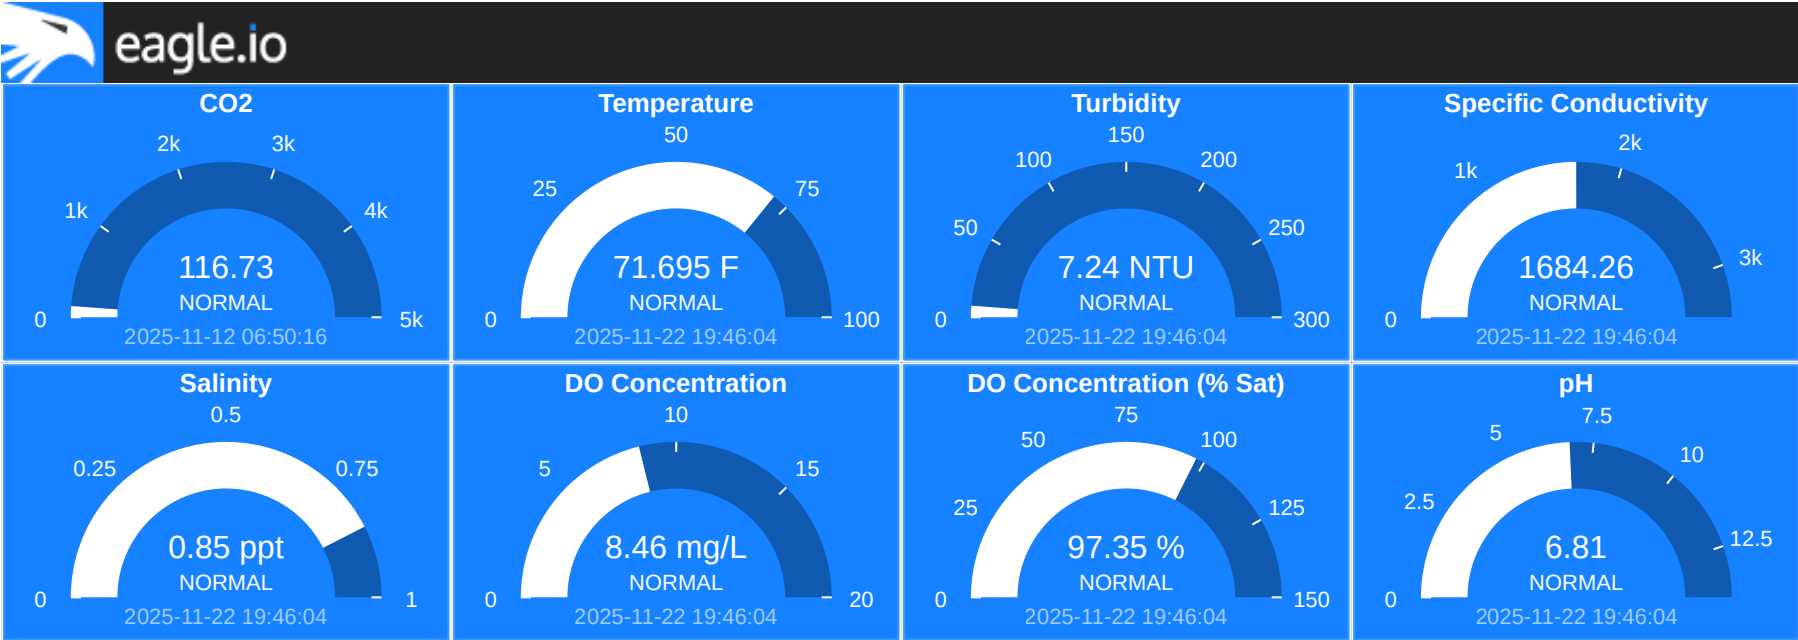 eagle.io
CO2
2k
3k
1k
4k
116.73
NORMAL
0
5k
2025-11-12 06:50:16
Temperature
50
25
75
71.695 F
NORMAL
0
100
2025-11-22 19:46:04
Turbidity
150
100
200
50
250
7.24 NTU
NORMAL
0
300
2025-11-22 19:46:04
Specific Conductivity
2k
1k
3k
1684.26
NORMAL
0
2025-11-22 19:46:04
Salinity
0.5
0.25
0.75
0.85 ppt
NORMAL
0
1
2025-11-22 19:46:04
DO Concentration
10
5
15
8.46 mg/L
NORMAL
0
20
2025-11-22 19:46:04
DO Concentration (% Sat)
75
50
100
25
125
97.35 %
NORMAL
0
150
2025-11-22 19:46:04
pH
7.5
5
10
2.5
12.5
6.81
NORMAL
0
2025-11-22 19:46:04